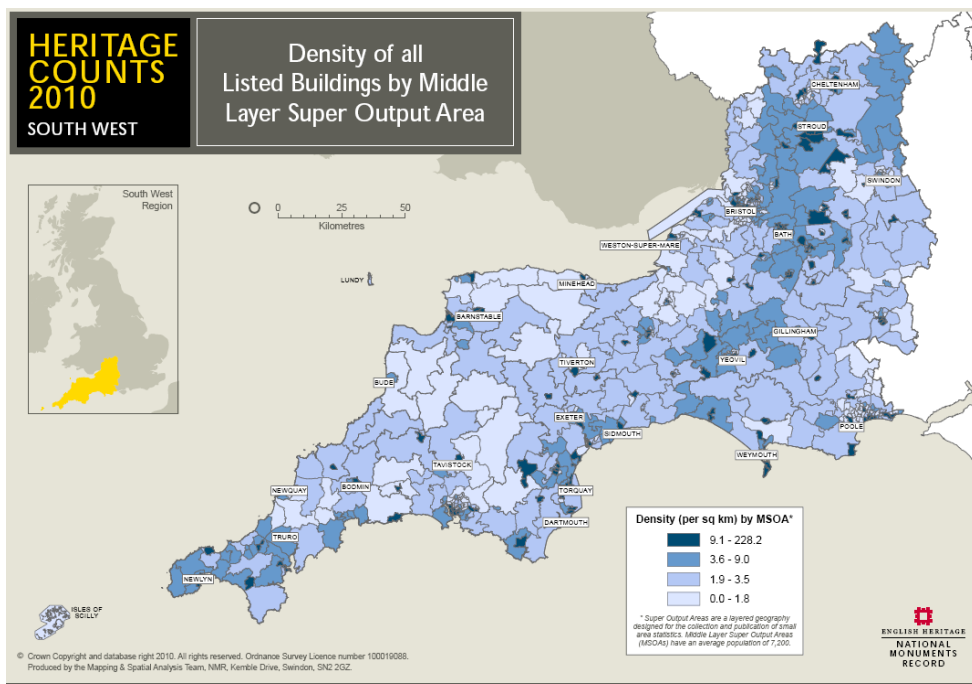 HERITAGE
COUNTS
2010
SOUTH WEST
Density of all
Listed Buildings by Middle
Layer Super Output Area
South West
Region
0 25 50
Kilometres
CHELTENHAM
STROUD
SWINDON
BRISTOL
BATH
WESTON-SUPER-MARE
LUNDY
MINEHEAD
BARNSTABLE
GILLINGHAM
YEOVIL
TIVERTON
BUDE
EXETER
SIDMOUTH
POOLE
WEYMOUTH
TAVISTOCK
BODMIN
NEWQUAY
TORQUAY
DARTMOUTH
TRURO
NEWLYN
ISLES OF
SCILLY
Density (per sq km) by MSOA*
9.1 - 228.2
3.6 - 9.0
1.9 - 3.5
0.0 - 1.8
* Super Output Areas are a layered geography
designed for the collection and publication of small
area statistics. Middle Layer Super Output Areas
(MSOAs) have an average population of 7,200.
ENGLISH HERITAGE
NATIONAL
MONUMENTS
RECORD
© Crown Copyright and database right 2010. All rights reserved. Ordnance Survey Licence number 100019088.
Produced by the Mapping & Spatial Analysis Team, NMR, Kemble Drive, Swindon, SN2 2GZ.